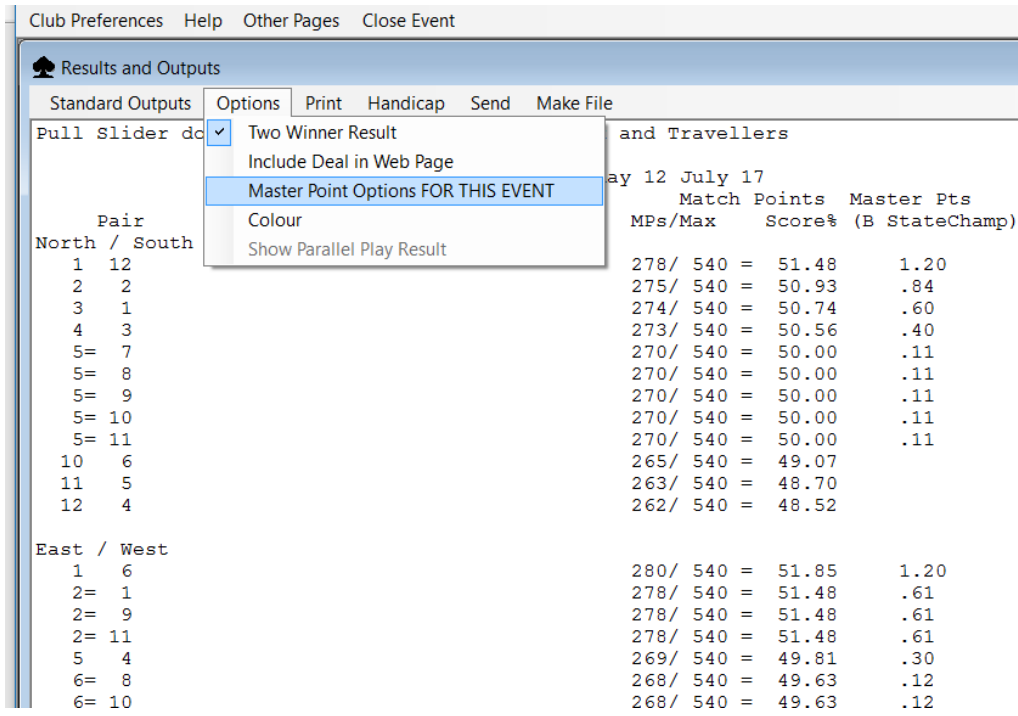 Club Preferences Help Other Pages Close Event
Results and Outputs
Standard Outputs Options Print Handicap Send Make File
Pull Slider do
Two Winner Result
and Travellers
Include Deal in Web Page
ay 12 July 17
Master Point Options FOR THIS EVENT
Match Points Master Pts
Pair
Colour
MPs/Max Score% (B StateChamp)
North / South
Show Parallel Play Result
1 12 278/ 540 = 51.48 1.20
2 2 275/ 540 = 50.93 .84
3 1 274/ 540 = 50.74 .60
4 3 273/ 540 = 50.56 .40
5= 7 270/ 540 = 50.00 .11
5= 8 270/ 540 = 50.00 .11
5= 9 270/ 540 = 50.00 .11
5= 10 270/ 540 = 50.00 .11
5= 11 270/ 540 = 50.00 .11
10 6 265/ 540 = 49.07
11 5 263/ 540 = 48.70
12 4 262/ 540 = 48.52
East / West
1 6 280/ 540 = 51.85 1.20
2= 1 278/ 540 = 51.48 .61
2= 9 278/ 540 = 51.48 .61
2= 11 278/ 540 = 51.48 .61
5 4 269/ 540 = 49.81 .30
6= 8 268/ 540 = 49.63 .12
6= 10 268/ 540 = 49.63 .12